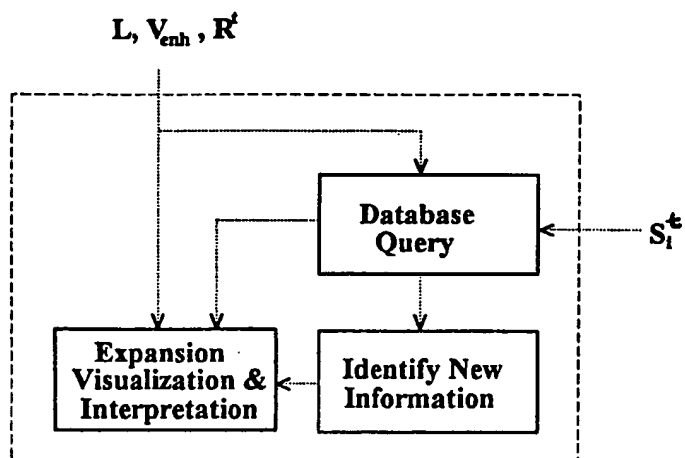 L, V_enh, R^t
Database
Query
S_i^t
Expansion
Visualization &
Interpretation
Identify New
Information